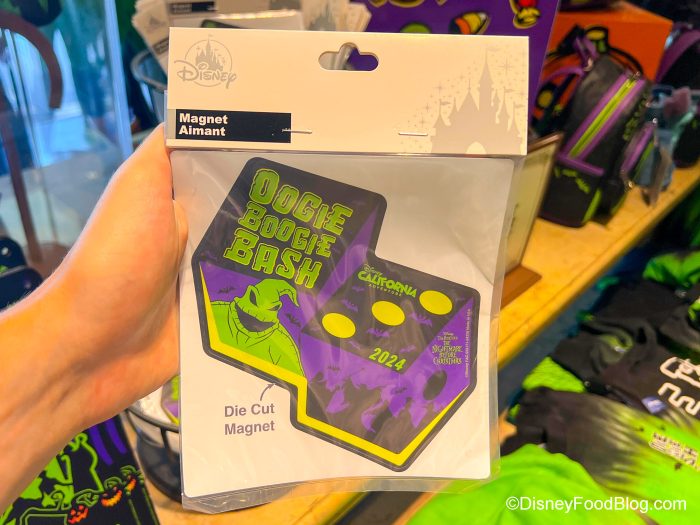 Disney
Magnet
Aimant
OOGIE
BOOGIE
BASH
Disney
CALIFORNIA
ADVENTURE
2024
Disney
TIM BURTON'S
THE NIGHTMARE
BEFORE
CHRISTMAS
Die Cut
Magnet
©DisneyFoodBlog.com